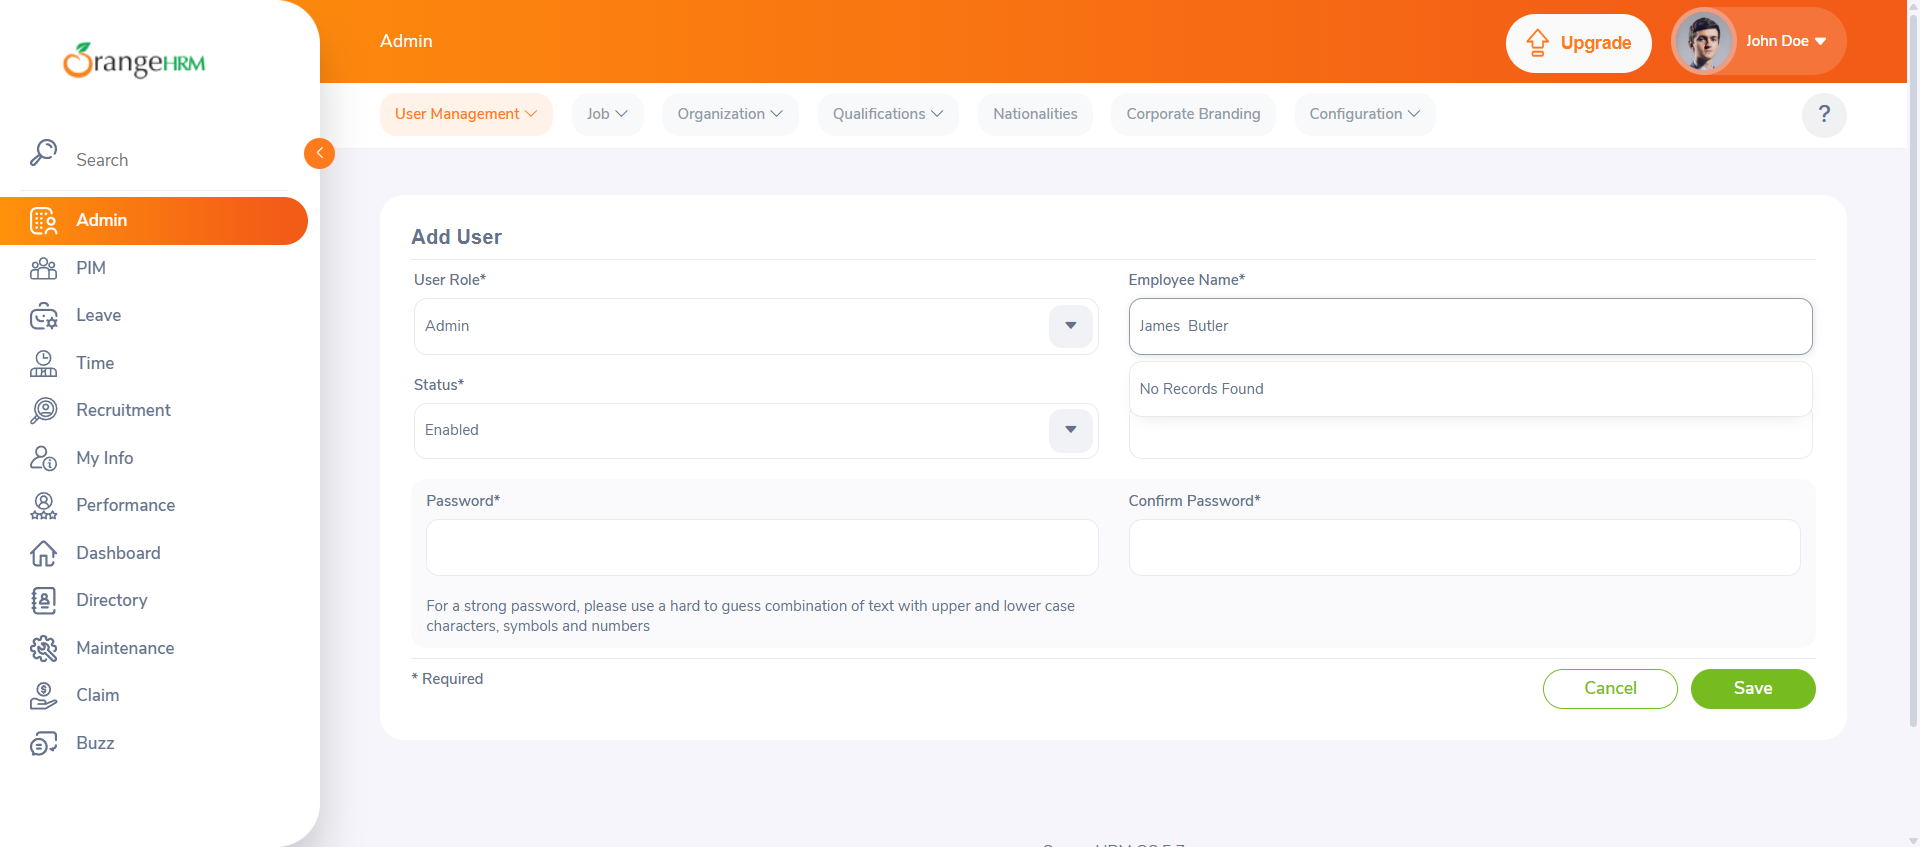 OrangeHRM
Search
Admin
PIM
Leave
Time
Recruitment
My Info
Performance
Dashboard
Directory
Maintenance
Claim
Buzz
Admin
Upgrade
John Doe
User Management
Job
Organization
Qualifications
Nationalities
Corporate Branding
Configuration
?
Add User
User Role*
Admin
Employee Name*
James  Butler
No Records Found
Status*
Enabled
Password*
Confirm Password*
For a strong password, please use a hard to guess combination of text with upper and lower case
characters, symbols and numbers
* Required
Cancel
Save